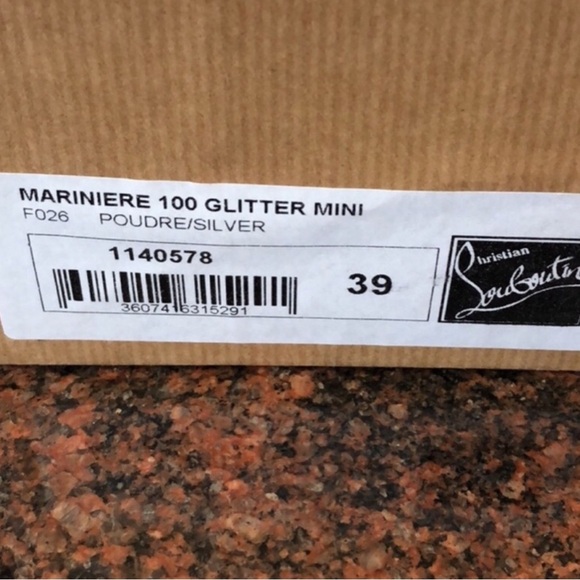 MARINIERE 100 GLITTER MINI
F026 POUDRE/SILVER
1140578
3607416315291
39
Christian
Louboutin